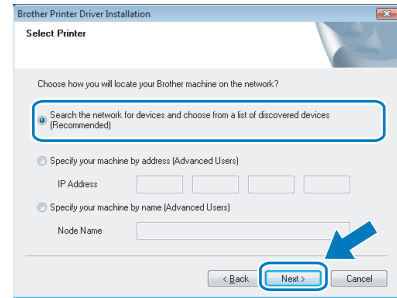 Brother Printer Driver Installation
Select Printer
Choose how you will locate your Brother machine on the network?
Search the network for devices and choose from a list of discovered devices
(Recommended)
Specify your machine by address (Advanced Users)
IP Address
Specify your machine by name (Advanced Users)
Node Name
< Back Next > Cancel